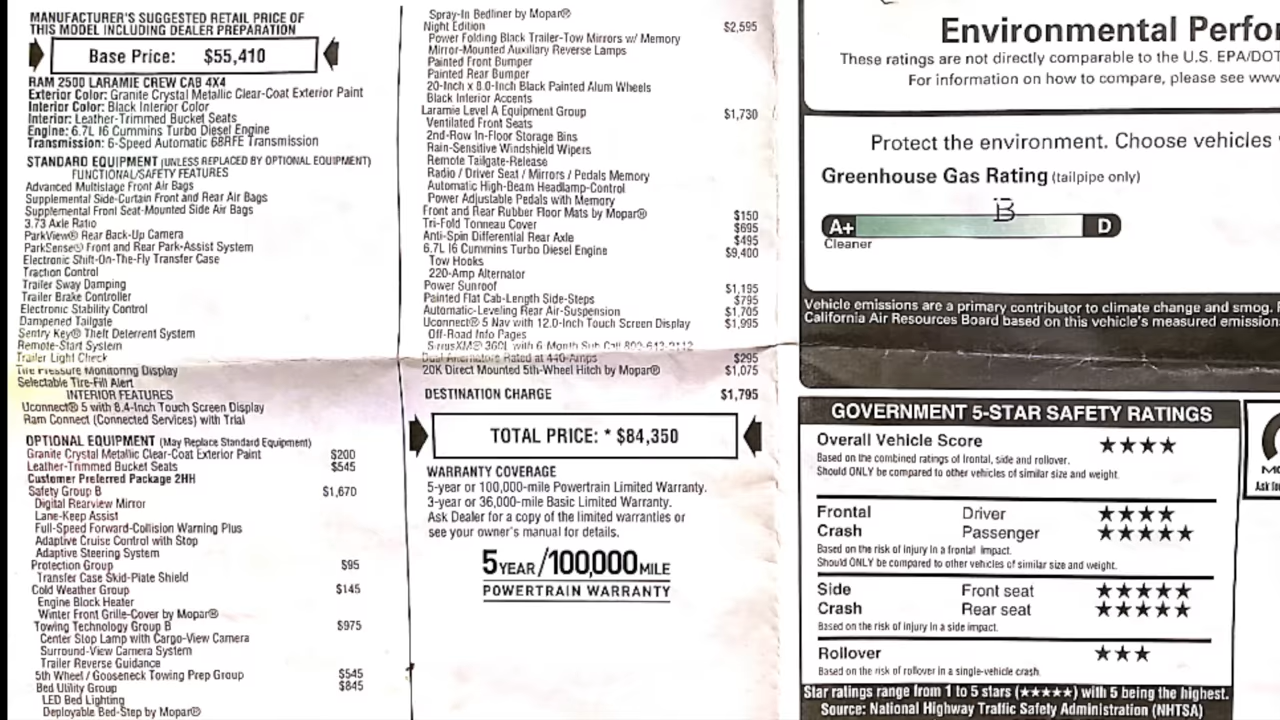 MANUFACTURER'S SUGGESTED RETAIL PRICE OF
THIS MODEL INCLUDING DEALER PREPARATION
Base Price: $55,410
RAM 2500 LARAMIE CREW CAB 4X4
Exterior Color: Granite Crystal Metallic Clear-Coat Exterior Paint
Interior Color: Black Interior Color
Interior: Leather-Trimmed Bucket Seats
Engine: 6.7L I6 Cummins Turbo Diesel Engine
Transmission: 6-Speed Automatic 68RFE Transmission
STANDARD EQUIPMENT (UNLESS REPLACED BY OPTIONAL EQUIPMENT)
FUNCTIONAL/SAFETY FEATURES
Advanced Multistage Front Air Bags
Supplemental Side-Curtain Front and Rear Air Bags
Supplemental Front Seat-Mounted Side Air Bags
3.73 Axle Ratio
ParkView® Rear Back-Up Camera
ParkSense® Front and Rear Park-Assist System
Electronic Shift-On-The-Fly Transfer Case
Traction Control
Trailer Sway Damping
Trailer Brake Controller
Electronic Stability Control
Dampened Tailgate
Sentry Key® Theft Deterrent System
Remote-Start System
Trailer Light Check
Tire Pressure Monitoring Display
Selectable Tire-Fill Alert
INTERIOR FEATURES
Uconnect® 5 with 8.4-Inch Touch Screen Display
Ram Connect (Connected Services) with Trial
OPTIONAL EQUIPMENT (May Replace Standard Equipment)
Granite Crystal Metallic Clear-Coat Exterior Paint $200
Leather-Trimmed Bucket Seats $545
Customer Preferred Package 2HH
Safety Group B $1,670
Digital Rearview Mirror
Lane-Keep Assist
Full-Speed Forward-Collision Warning Plus
Adaptive Cruise Control with Stop
Adaptive Steering System
Protection Group $95
Transfer Case Skid-Plate Shield
Cold Weather Group $145
Engine Block Heater
Winter Front Grille-Cover by Mopar®
Towing Technology Group B $975
Center Stop Lamp with Cargo-View Camera
Surround-View Camera System
Trailer Reverse Guidance
5th Wheel / Gooseneck Towing Prep Group $545
Bed Utility Group $845
LED Bed Lighting
Deployable Bed-Step by Mopar®
Spray-In Bedliner by Mopar®
Night Edition $2,595
Power Folding Black Trailer-Tow Mirrors w/ Memory
Mirror-Mounted Auxiliary Reverse Lamps
Painted Front Bumper
Painted Rear Bumper
20-Inch x 8.0-Inch Black Painted Alum Wheels
Black Interior Accents
Laramie Level A Equipment Group $1,730
Ventilated Front Seats
2nd-Row In-Floor Storage Bins
Rain-Sensitive Windshield Wipers
Remote Tailgate-Release
Radio / Driver Seat / Mirrors / Pedals Memory
Automatic High-Beam Headlamp-Control
Power Adjustable Pedals with Memory
Front and Rear Rubber Floor Mats by Mopar® $150
Tri-Fold Tonneau Cover $695
Anti-Spin Differential Rear Axle $495
6.7L I6 Cummins Turbo Diesel Engine $9,400
Tow Hooks
220-Amp Alternator
Power Sunroof $1,195
Painted Flat Cab-Length Side-Steps $795
Automatic-Leveling Rear Air-Suspension $1,705
Uconnect® 5 Nav with 12.0-Inch Touch Screen Display $1,995
Off-Road Info Pages
SiriusXM® 360L with 6 Month Sub Call 800-643-2112
Dual Alternators Rated at 440-Amps $295
20K Direct Mounted 5th-Wheel Hitch by Mopar® $1,075
DESTINATION CHARGE $1,795
TOTAL PRICE: * $84,350
WARRANTY COVERAGE
5-year or 100,000-mile Powertrain Limited Warranty.
3-year or 36,000-mile Basic Limited Warranty.
Ask Dealer for a copy of the limited warranties or
see your owner's manual for details.
5 YEAR/100,000 MILE
POWERTRAIN WARRANTY
Environmental Perfor
These ratings are not directly comparable to the U.S. EPA/DOT
For information on how to compare, please see www
Protect the environment. Choose vehicles
Greenhouse Gas Rating (tailpipe only)
B
A+ D
Cleaner
Vehicle emissions are a primary contributor to climate change and smog.
California Air Resources Board based on this vehicle's measured emission
GOVERNMENT 5-STAR SAFETY RATINGS
Overall Vehicle Score ★★★★
Based on the combined ratings of frontal, side and rollover.
Should ONLY be compared to other vehicles of similar size and weight.
Frontal Driver ★★★★
Crash Passenger ★★★★★
Based on the risk of injury in a frontal impact.
Should ONLY be compared to other vehicles of similar size and weight.
Side Front seat ★★★★★
Crash Rear seat ★★★★★
Based on the risk of injury in a side impact.
Rollover ★★★
Based on the risk of rollover in a single-vehicle crash.
Star ratings range from 1 to 5 stars (★★★★★) with 5 being the highest.
Source: National Highway Traffic Safety Administration (NHTSA)
Ask fo